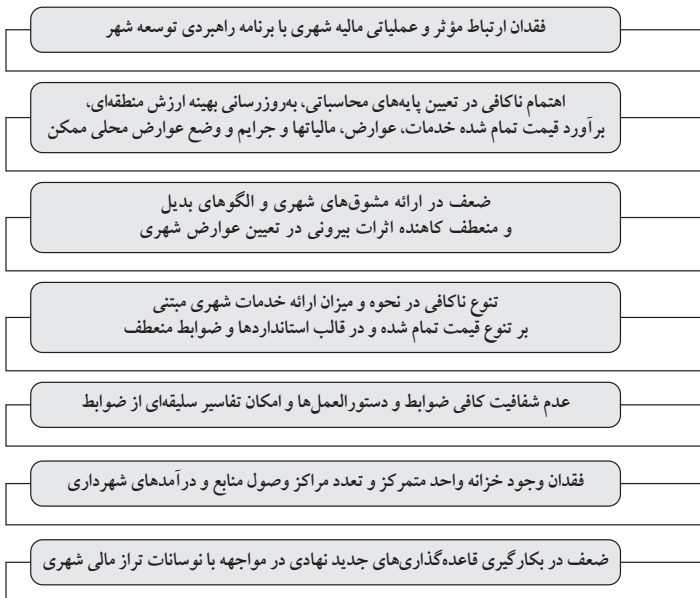 فقدان ارتباط مؤثر و عملیاتی مالیه شهری با برنامه راهبردی توسعه شهر
اهتمام ناکافی در تعیین پایه‌های محاسباتی، به‌روزرسانی بهینه ارزش منطقه‌ای،
برآورد قیمت تمام شده خدمات، عوارض، مالیاتها و جرایم و وضع عوارض محلی ممکن
ضعف در ارائه مشوق‌های شهری و الگوهای بدیل
و منعطف کاهنده اثرات بیرونی در تعیین عوارض شهری
تنوع ناکافی در نحوه و میزان ارائه خدمات شهری مبتنی
بر تنوع قیمت تمام شده و در قالب استانداردها و ضوابط منعطف
عدم شفافیت کافی ضوابط و دستورالعمل‌ها و امکان تفاسیر سلیقه‌ای از ضوابط
فقدان وجود خزانه واحد متمرکز و تعدد مراکز وصول منابع و درآمدهای شهرداری
ضعف در بکارگیری قاعده‌گذاری‌های جدید نهادی در مواجهه با نوسانات تراز مالی شهری